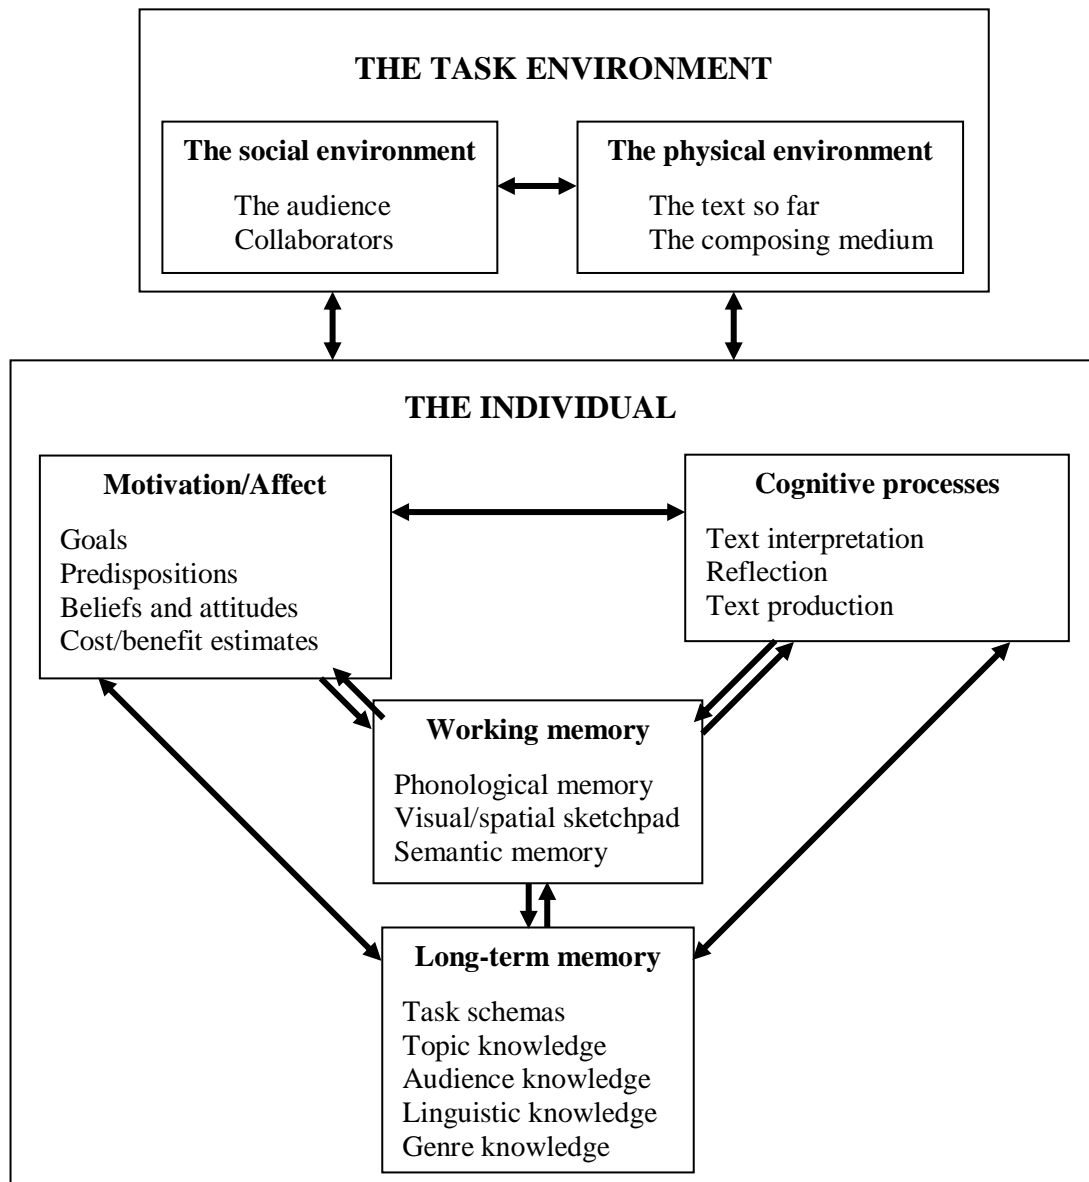 THE TASK ENVIRONMENT
The social environment
The audience
Collaborators
The physical environment
The text so far
The composing medium
THE INDIVIDUAL
Motivation/Affect
Goals
Predispositions
Beliefs and attitudes
Cost/benefit estimates
Cognitive processes
Text interpretation
Reflection
Text production
Working memory
Phonological memory
Visual/spatial sketchpad
Semantic memory
Long-term memory
Task schemas
Topic knowledge
Audience knowledge
Linguistic knowledge
Genre knowledge